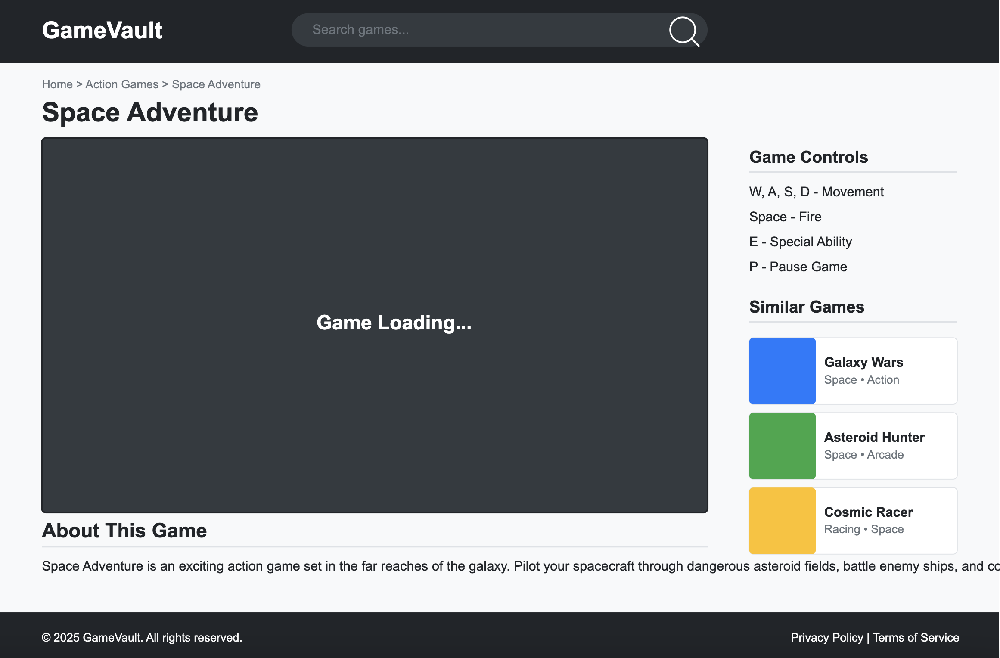 GameVault
Search games...
Home > Action Games > Space Adventure
Space Adventure
Game Loading...
Game Controls
W, A, S, D - Movement
Space - Fire
E - Special Ability
P - Pause Game
Similar Games
Galaxy Wars
Space • Action
Asteroid Hunter
Space • Arcade
Cosmic Racer
Racing • Space
About This Game
Space Adventure is an exciting action game set in the far reaches of the galaxy. Pilot your spacecraft through dangerous asteroid fields, battle enemy ships, and co
© 2025 GameVault. All rights reserved.
Privacy Policy | Terms of Service